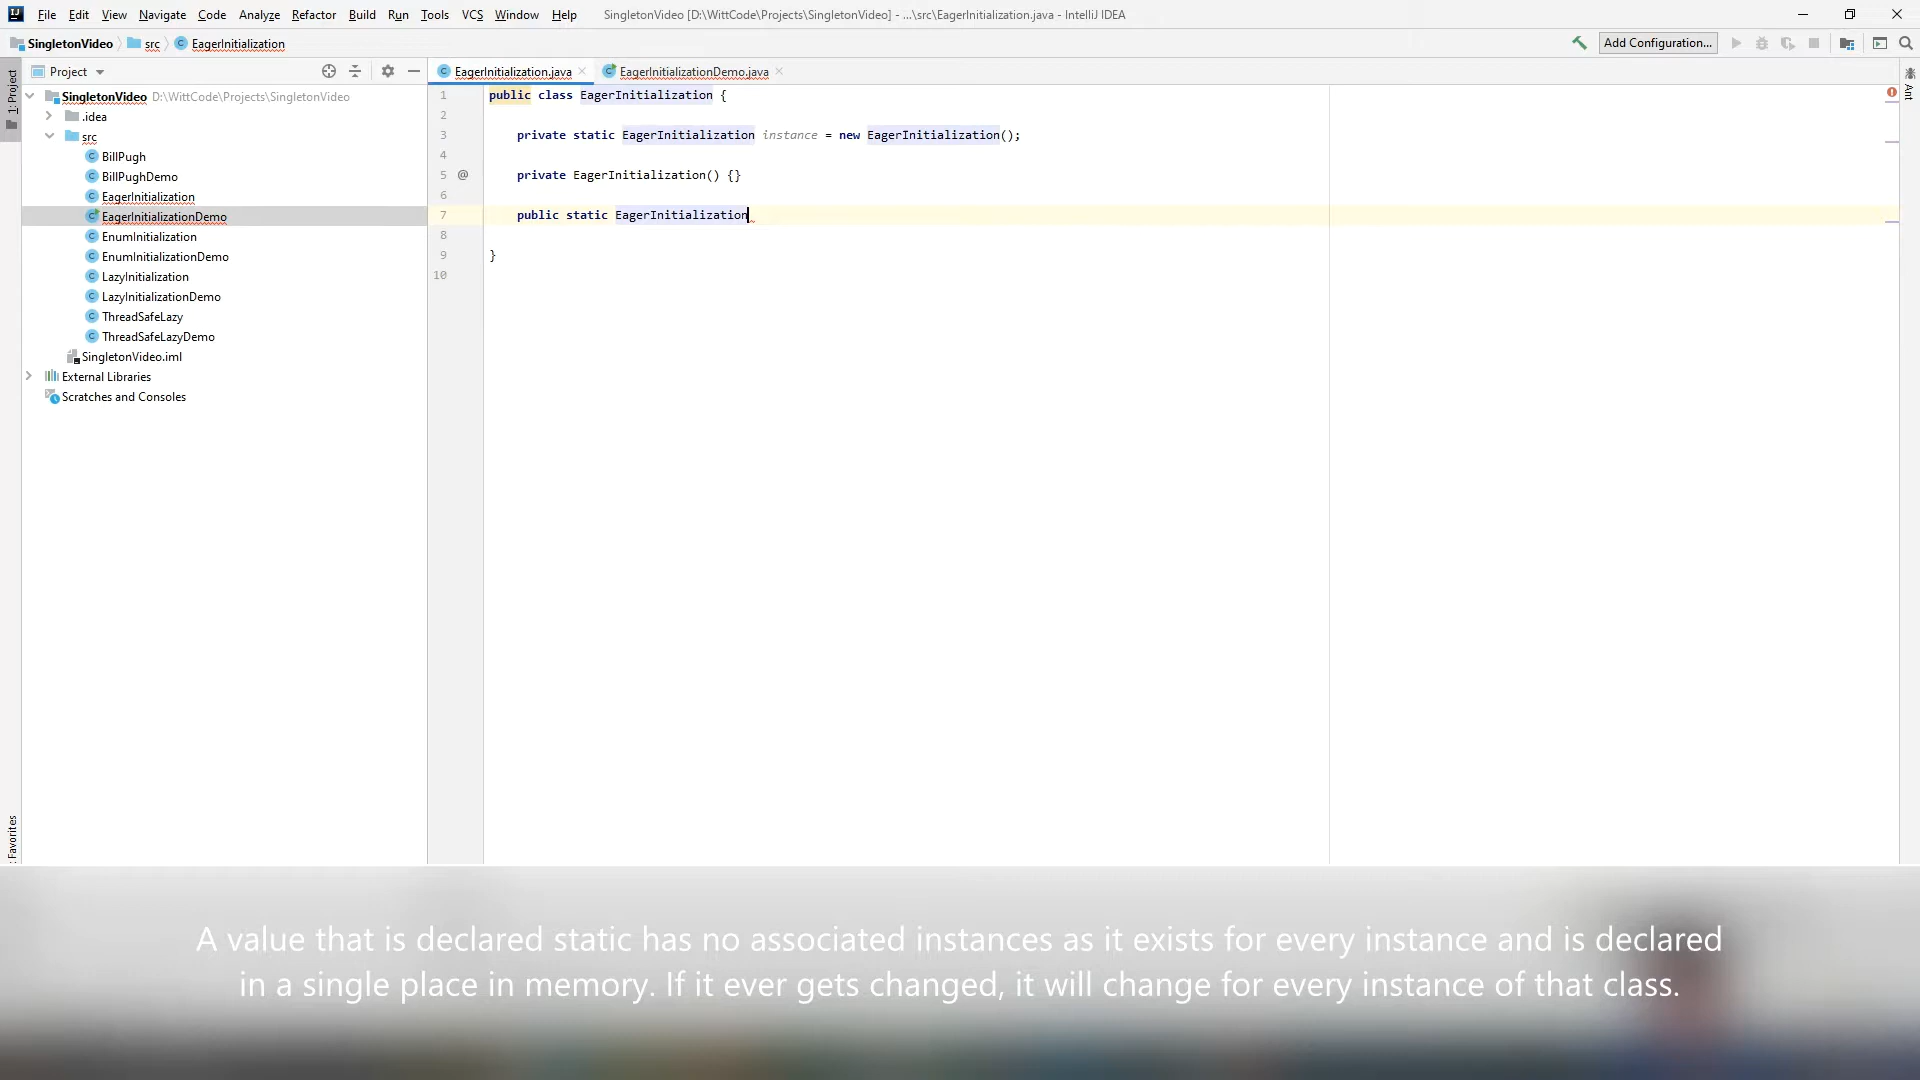 File Edit View Navigate Code Analyze Refactor Build Run Tools VCS Window Help SingletonVideo [D:\WittCode\Projects\SingletonVideo] - ...\src\EagerInitialization.java - IntelliJ IDEA
SingletonVideo src EagerInitialization Add Configuration...
1: Project
Project
EagerInitialization.java EagerInitializationDemo.java
Ant
SingletonVideo D:\WittCode\Projects\SingletonVideo
.idea
src
BillPugh
BillPughDemo
EagerInitialization
EagerInitializationDemo
EnumInitialization
EnumInitializationDemo
LazyInitialization
LazyInitializationDemo
ThreadSafeLazy
ThreadSafeLazyDemo
SingletonVideo.iml
External Libraries
Scratches and Consoles
1 public class EagerInitialization {
2
3 private static EagerInitialization instance = new EagerInitialization();
4
5 @ private EagerInitialization() {}
6
7 public static EagerInitialization
8
9 }
10
Favorites
A value that is declared static has no associated instances as it exists for every instance and is declared
in a single place in memory. If it ever gets changed, it will change for every instance of that class.